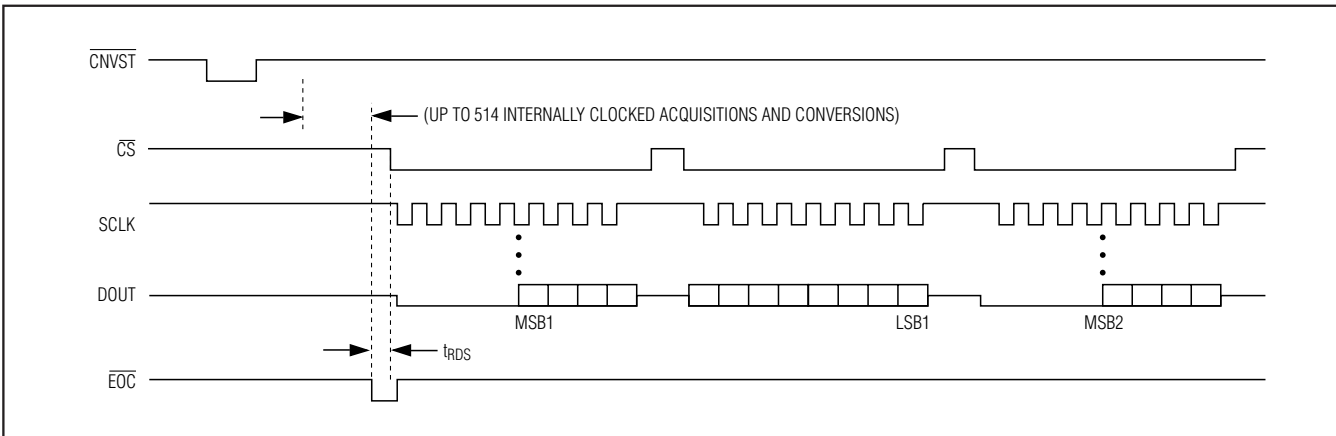 CNVST
(UP TO 514 INTERNALLY CLOCKED ACQUISITIONS AND CONVERSIONS)
CS
SCLK
DOUT
MSB1
LSB1
MSB2
tRDS
EOC